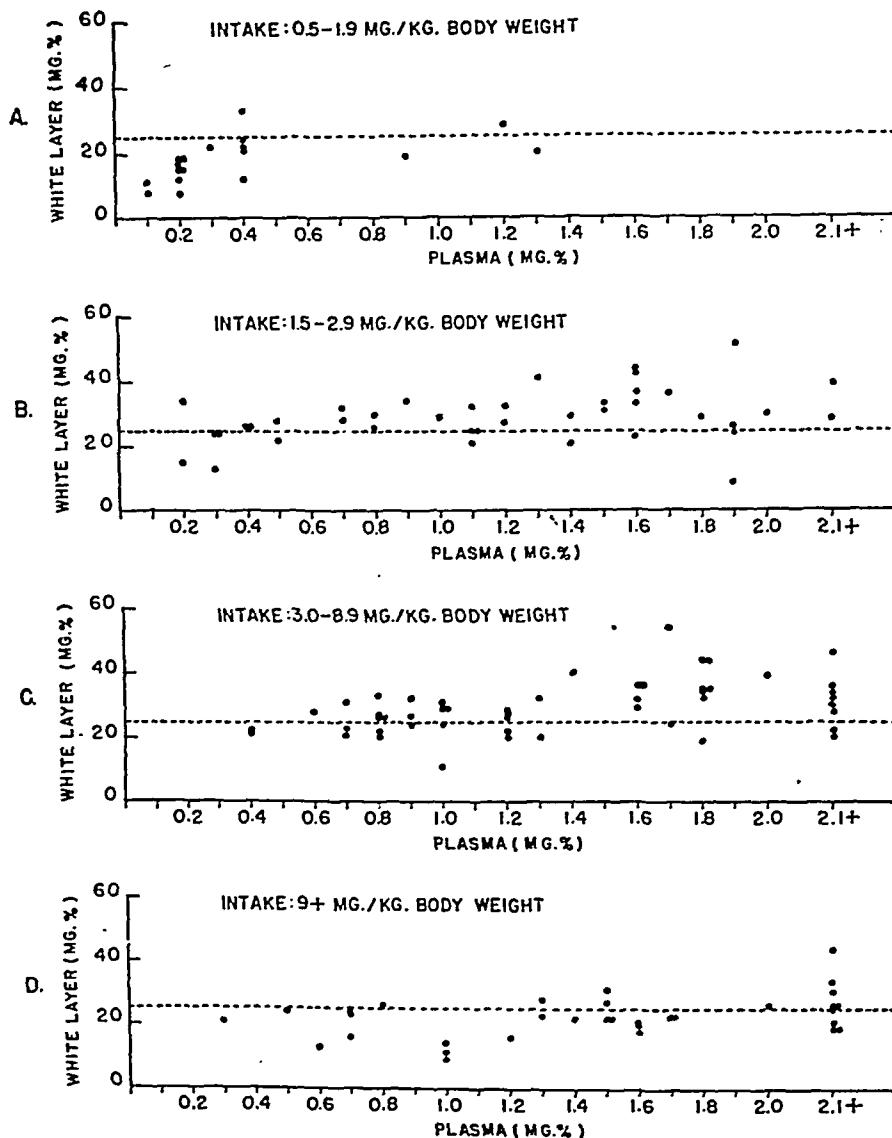 INTAKE:0.5-1.9 MG./KG. BODY WEIGHT
A.
WHITE LAYER (MG.%)
60
40
20
0
0.2 0.4 0.6 0.8 1.0 1.2 1.4 1.6 1.8 2.0 2.1+
PLASMA (MG.%)
INTAKE:1.5-2.9 MG./KG. BODY WEIGHT
B.
WHITE LAYER (MG.%)
60
40
20
0
0.2 0.4 0.6 0.8 1.0 1.2 1.4 1.6 1.8 2.0 2.1+
PLASMA (MG.%)
INTAKE:3.0-8.9 MG./KG. BODY WEIGHT
C.
WHITE LAYER (MG.%)
60
40
20
0
0.2 0.4 0.6 0.8 1.0 1.2 1.4 1.6 1.8 2.0 2.1+
PLASMA (MG.%)
INTAKE:9+ MG./KG. BODY WEIGHT
D.
WHITE LAYER (MG.%)
60
40
20
0
0.2 0.4 0.6 0.8 1.0 1.2 1.4 1.6 1.8 2.0 2.1+
PLASMA (MG.%)